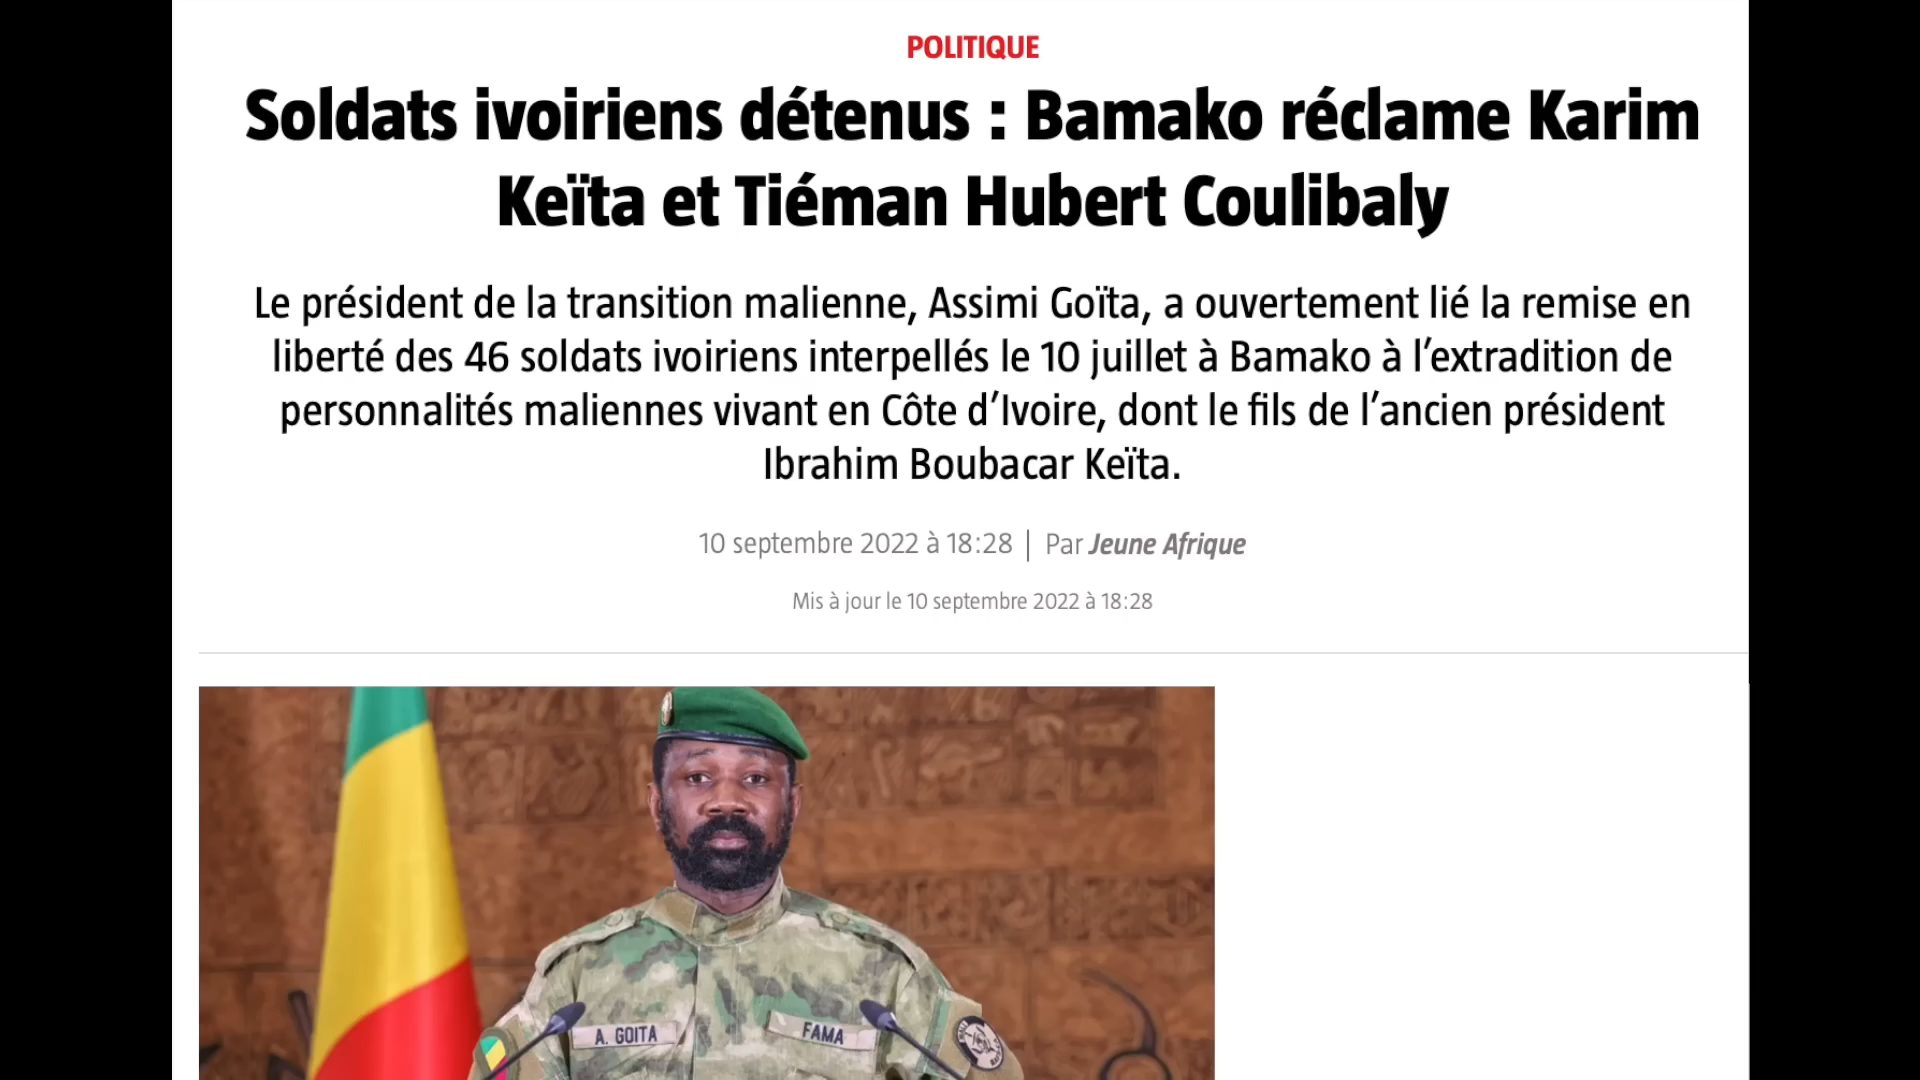 POLITIQUE
Soldats ivoiriens détenus : Bamako réclame Karim
Keïta et Tiéman Hubert Coulibaly
Le président de la transition malienne, Assimi Goïta, a ouvertement lié la remise en
liberté des 46 soldats ivoiriens interpellés le 10 juillet à Bamako à l’extradition de
personnalités maliennes vivant en Côte d’Ivoire, dont le fils de l’ancien président
Ibrahim Boubacar Keïta.
10 septembre 2022 à 18:28 | Par Jeune Afrique
Mis à jour le 10 septembre 2022 à 18:28
A. GOITA
FAMA